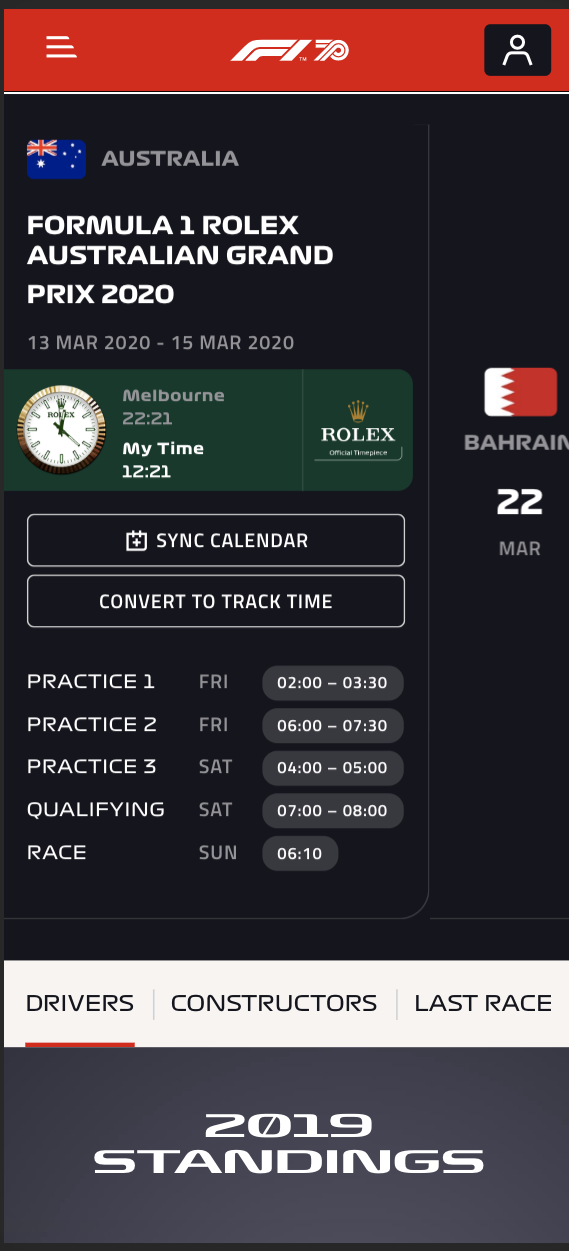 F1 70
TM
AUSTRALIA
FORMULA 1 ROLEX
AUSTRALIAN GRAND
PRIX 2020
13 MAR 2020 - 15 MAR 2020
ROLEX
Melbourne
22:21
My Time
12:21
ROLEX
Official Timepiece
SYNC CALENDAR
CONVERT TO TRACK TIME
PRACTICE 1 FRI 02:00 – 03:30
PRACTICE 2 FRI 06:00 – 07:30
PRACTICE 3 SAT 04:00 – 05:00
QUALIFYING SAT 07:00 – 08:00
RACE SUN 06:10
BAHRAIN
22
MAR
DRIVERS CONSTRUCTORS LAST RACE
2019
STANDINGS